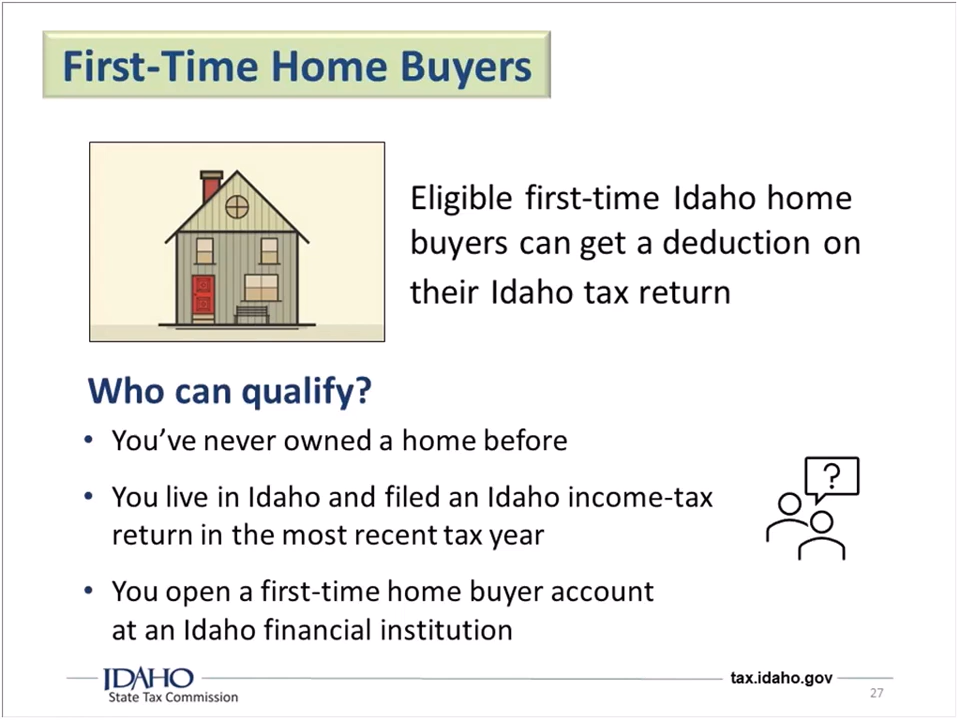 First-Time Home Buyers
Eligible first-time Idaho home
buyers can get a deduction on
their Idaho tax return
Who can qualify?
• You’ve never owned a home before
• You live in Idaho and filed an Idaho income-tax
return in the most recent tax year
?
• You open a first-time home buyer account
at an Idaho financial institution
IDAHO
State Tax Commission
tax.idaho.gov
27